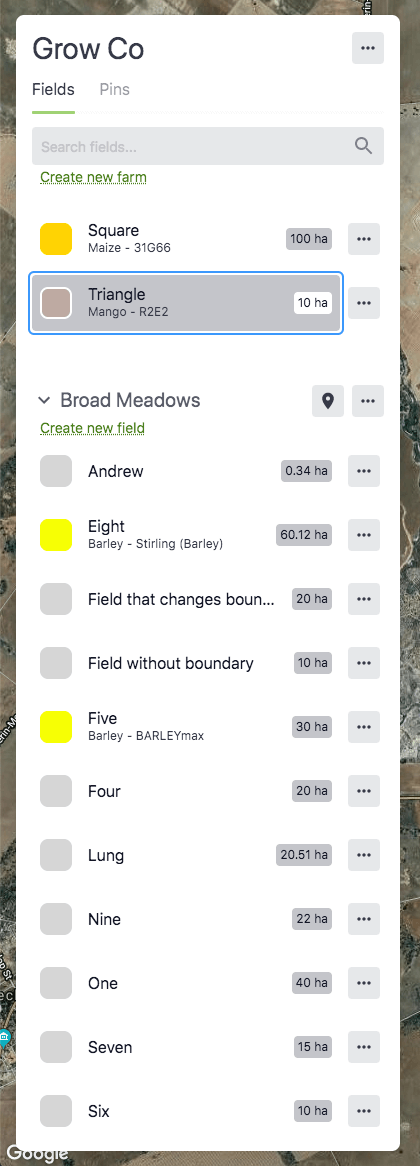 Grow Co
Fields Pins
Search fields...
Create new farm
Square
Maize - 31G66
100 ha
Triangle
Mango - R2E2
10 ha
Broad Meadows
Create new field
Andrew
0.34 ha
Eight
Barley - Stirling (Barley)
60.12 ha
Field that changes boun...
20 ha
Field without boundary
10 ha
Five
Barley - BARLEYmax
30 ha
Four
20 ha
Lung
20.51 ha
Nine
22 ha
One
40 ha
Seven
15 ha
Six
10 ha
Google